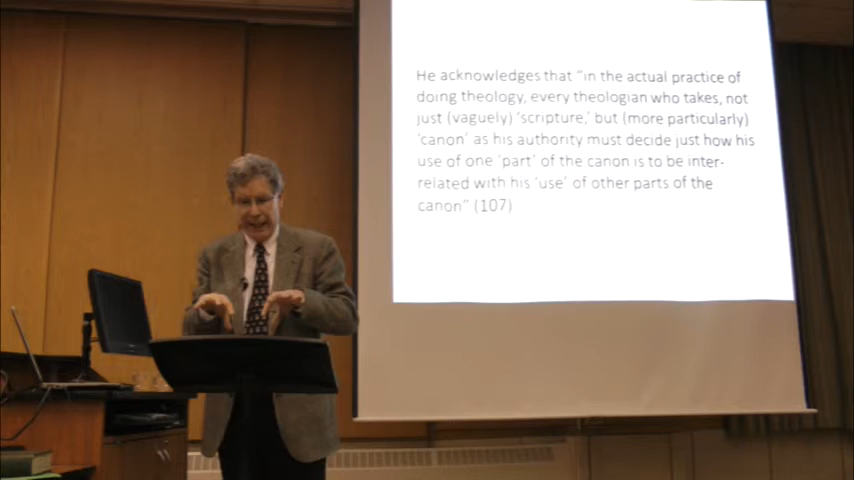 He acknowledges that “in the actual practice of
doing theology, every theologian who takes, not
just (vaguely) ‘scripture,’ but (more particularly)
‘canon’ as his authority must decide just how his
use of one ‘part’ of the canon is to be inter-
related with his ‘use’ of other parts of the
canon” (107)